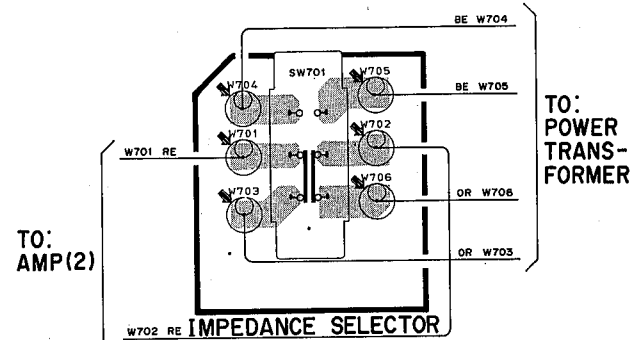 BE W704
SW701
W704
W705
BE W705
TO:
POWER
TRANS-
FORMER
W701
W702
W701 RE
W703
W706
OR W706
TO:
AMP(2)
OR W703
W702 RE
IMPEDANCE SELECTOR